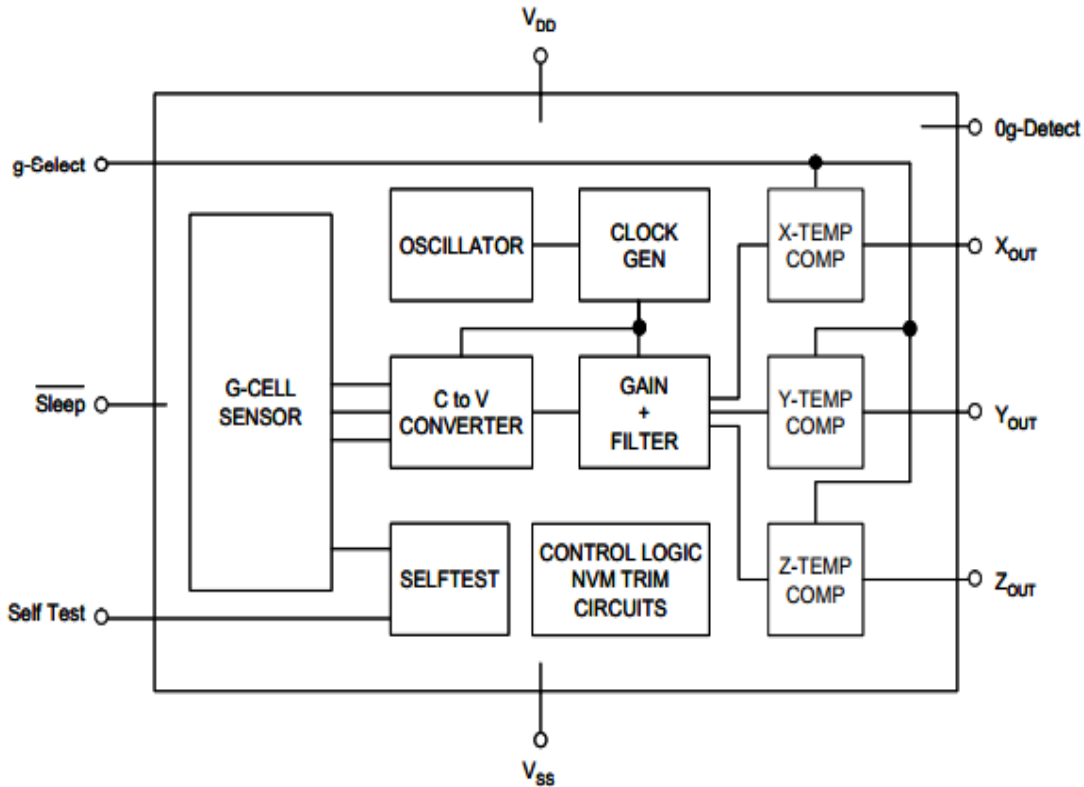 VDD
0g-Detect
g-Select
OSCILLATOR
CLOCK
GEN
X-TEMP
COMP
XOUT
G-CELL
SENSOR
Sleep
C to V
CONVERTER
GAIN
+
FILTER
Y-TEMP
COMP
YOUT
SELFTEST
CONTROL LOGIC
NVM TRIM
CIRCUITS
Z-TEMP
COMP
ZOUT
Self Test
VSS